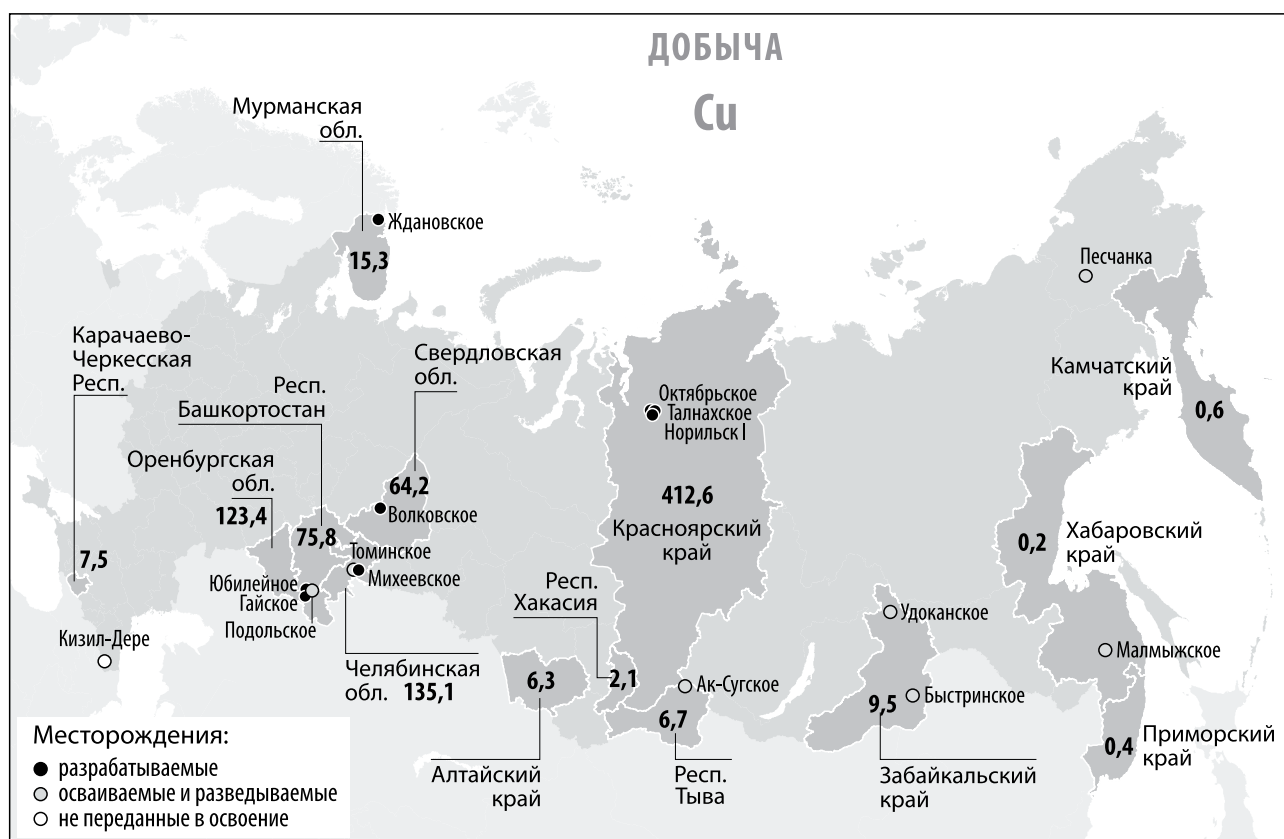 ДОБЫЧА
Cu
Мурманская
обл.
Ждановское
15,3
Песчанка
Карачаево-
Черкесская
Респ.
Свердловская
обл.
Респ.
Башкортостан
Камчатский
край
0,6
Октябрьское
Талнахское
Норильск I
Оренбургская
обл.
123,4
64,2
Волковское
412,6
Красноярский
край
75,8
Томинское
Михеевское
7,5
0,2
Хабаровский
край
Юбилейное
Гайское
Подольское
Респ.
Хакасия
Удоканское
Кизил-Дере
Малмыжское
Челябинская
обл. 135,1
6,3
2,1
Ак-Сугское
6,7
9,5
Быстринское
0,4
Приморский
край
Алтайский
край
Респ.
Тыва
Забайкальский
край
Месторождения:
разрабатываемые
осваиваемые и разведываемые
не переданные в освоение